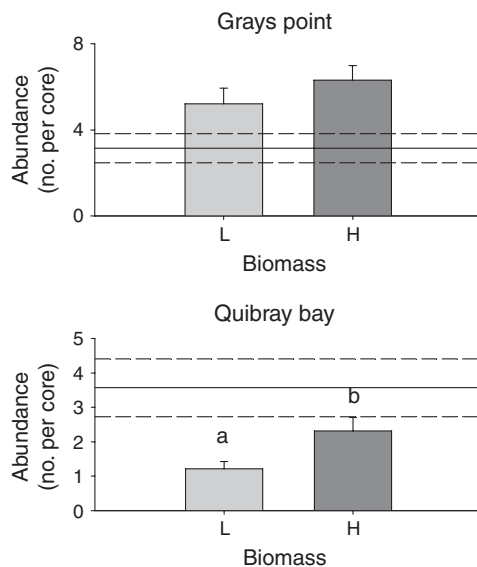 Grays point
Abundance
(no. per core)
8
4
0
L H
Biomass
Quibray bay
Abundance
(no. per core)
5
4
3
2
1
0
a
b
L H
Biomass